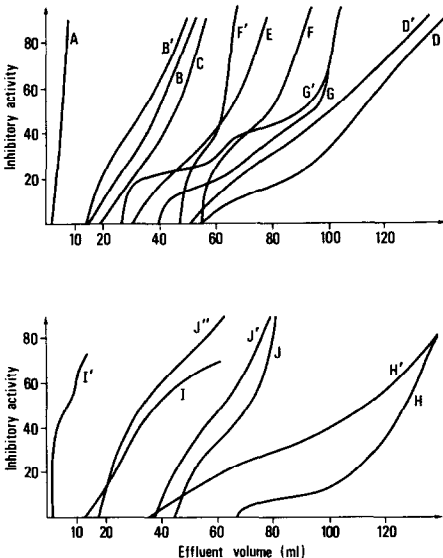 Inhibitory activity
80
60
40
20
A
B'
B
C
F'
E
F
G'
G
D'
D
10
20
40
60
80
100
120
Inhibitory activity
80
60
40
20
I'
J''
I
J'
J
H'
H
10
20
40
60
80
100
120
Effluent volume (ml)